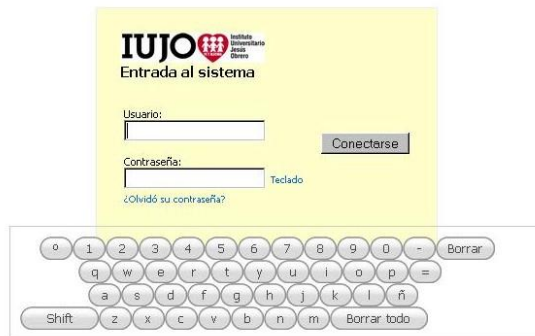 IUJO Instituto
Universitario
Jesús
Obrero
Entrada al sistema
Usuario:
Conectarse
Contraseña:
Teclado
¿Olvidó su contraseña?
º 1 2 3 4 5 6 7 8 9 0 - Borrar
q w e r t y u i o p =
a s d f g h j k l ñ
Shift z x c v b n m Borrar todo